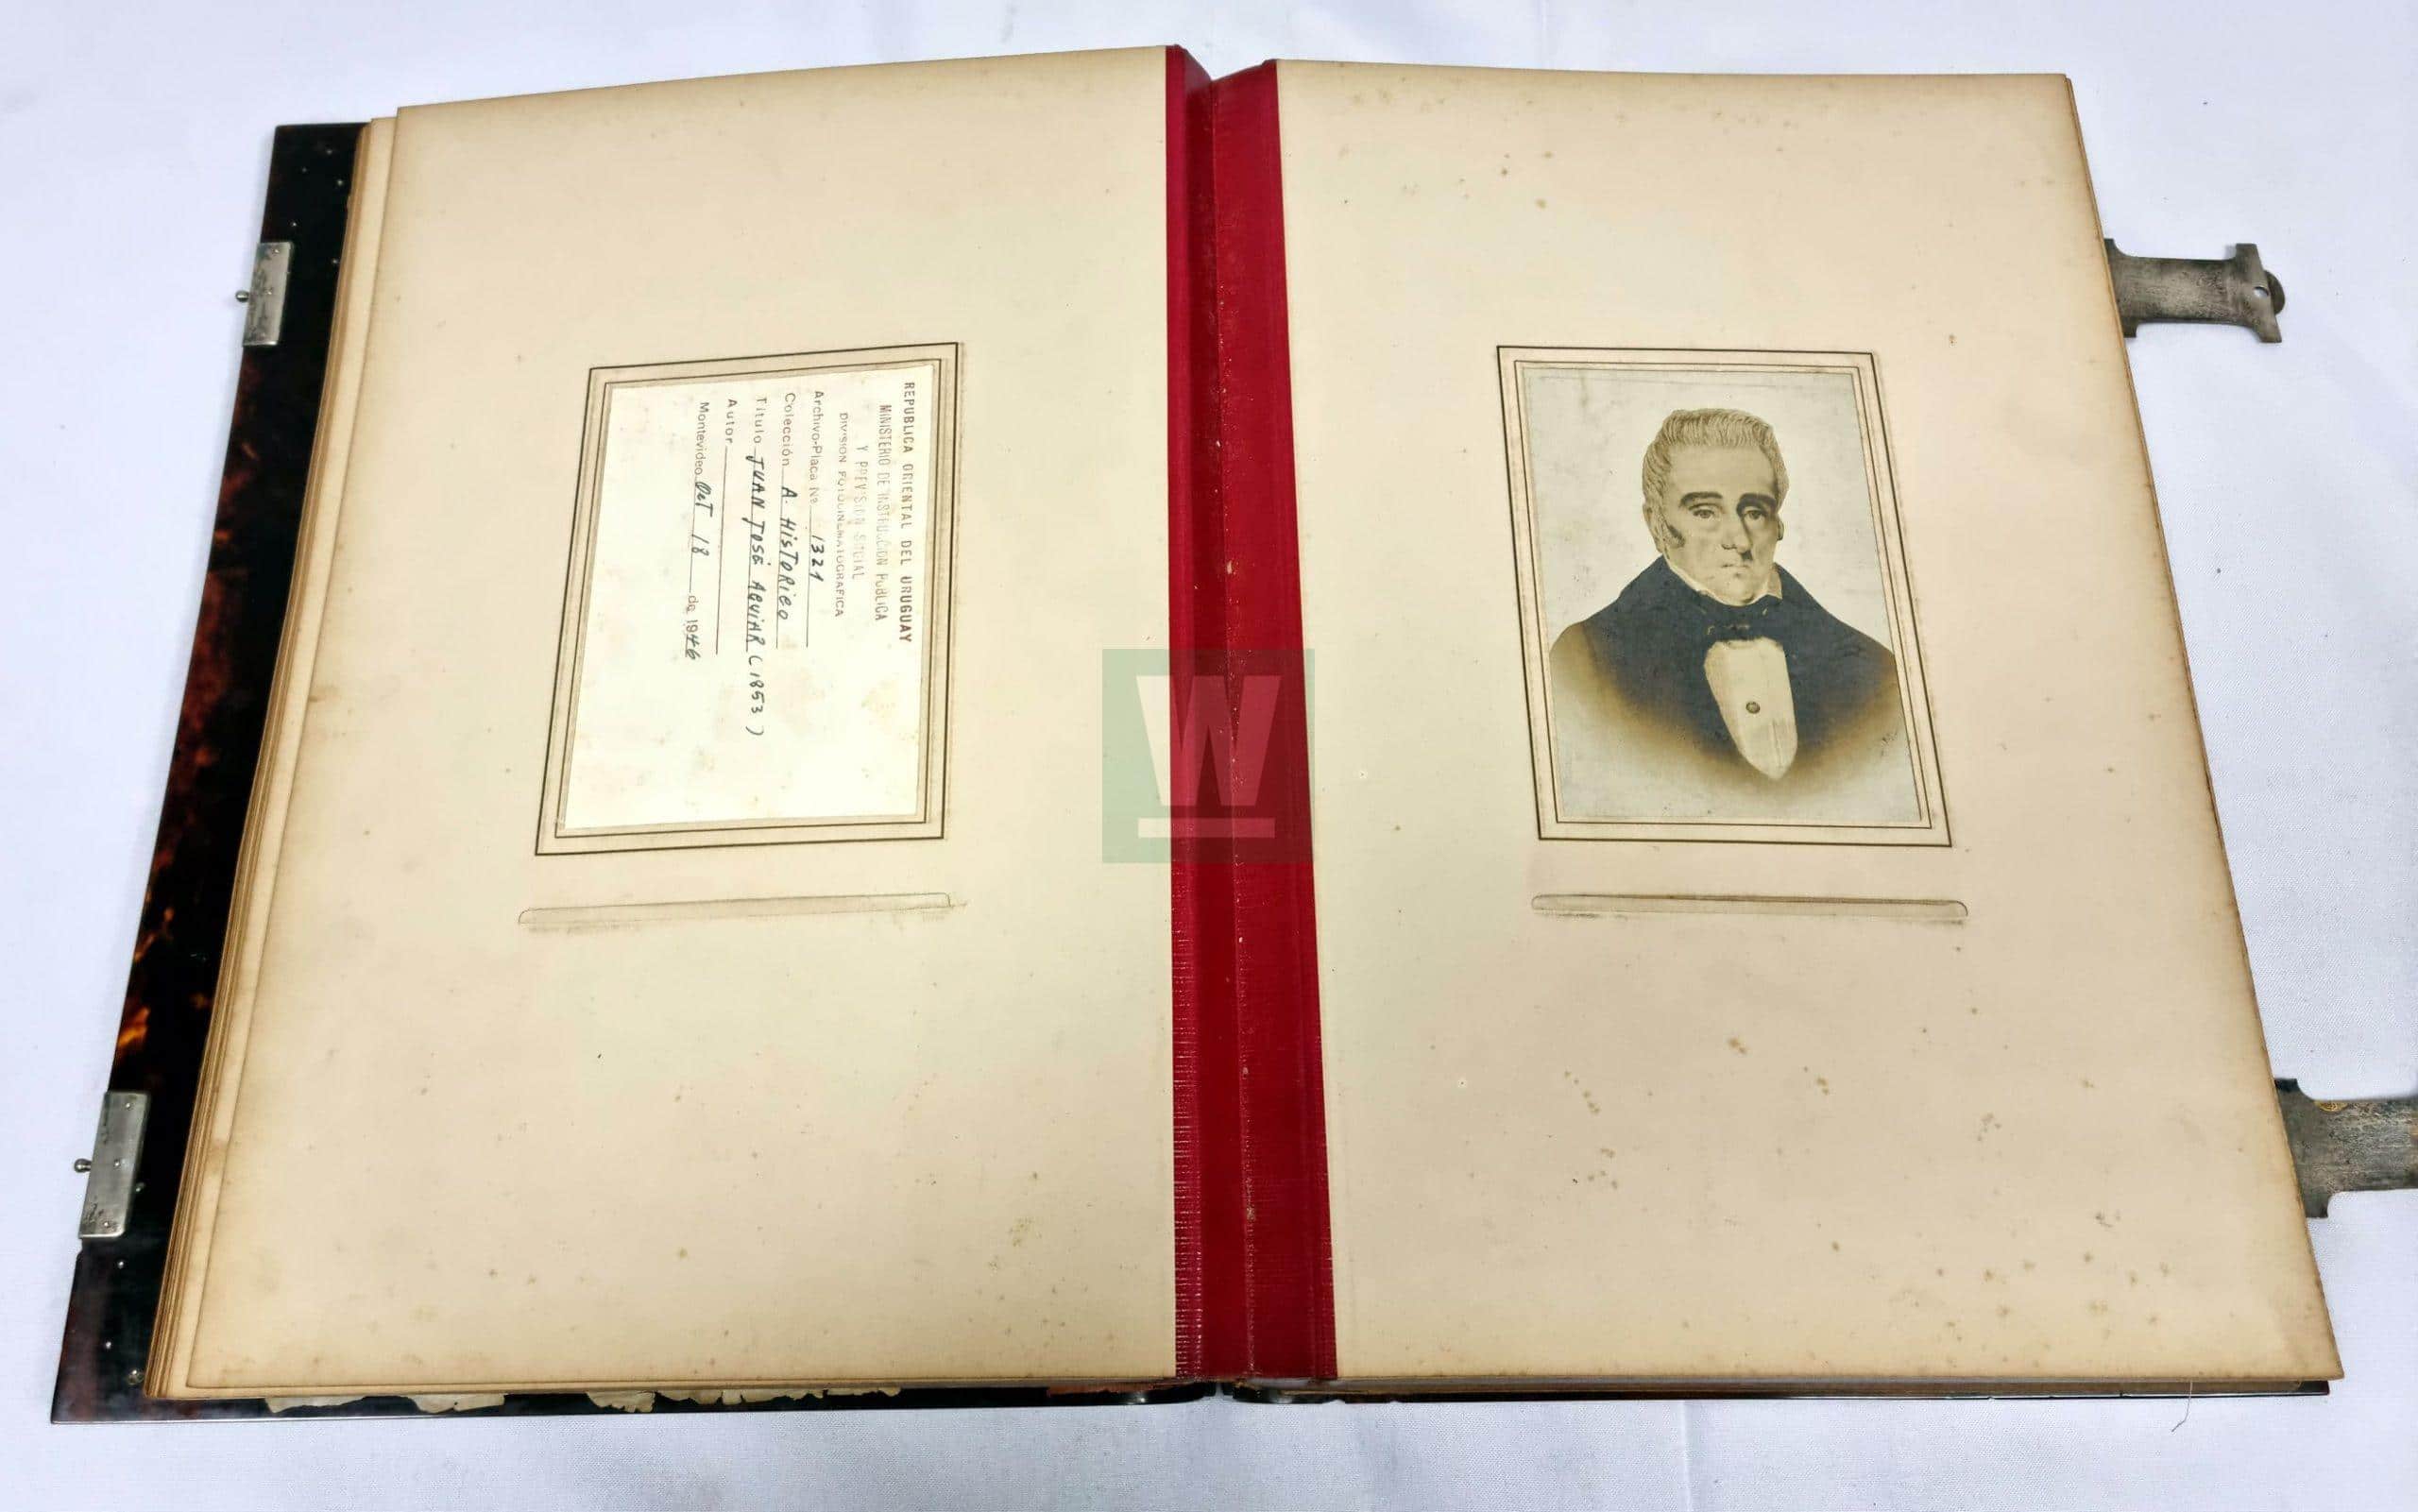 REPUBLICA ORIENTAL DEL URUGUAY
MINISTERIO DE INSTRUCCION PUBLICA
Y PREVISION SOCIAL
DIVISION FOTOCINEMATOGRAFICA
Archivo-Placa Nº 1321
Colección A. HISTORICO
Título JUAN JOSÉ AGUIAR (1853)
Autor
Montevideo Oct 18 de 1946
W